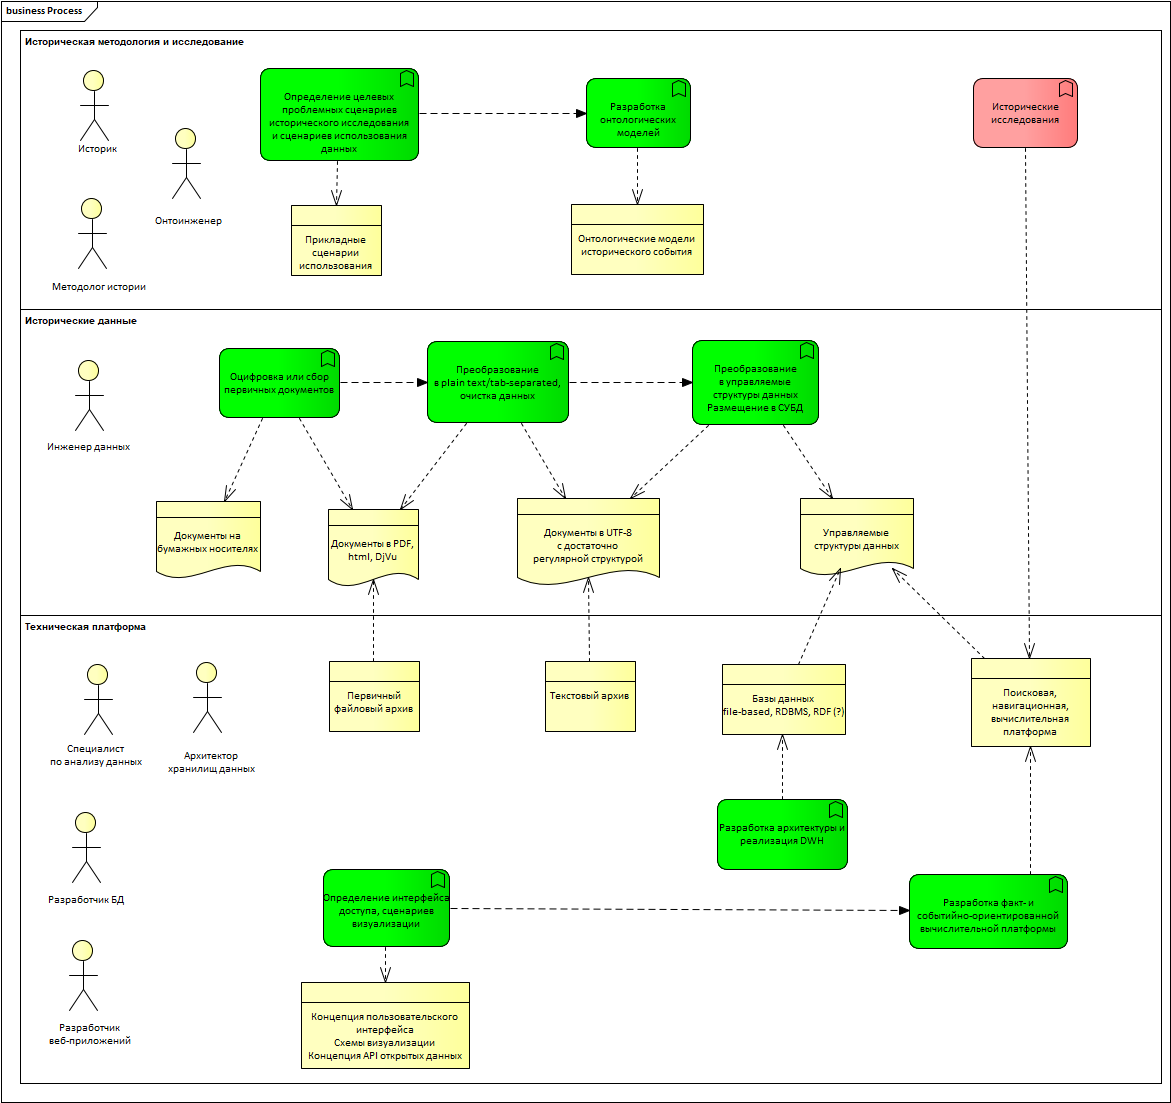 business Process
Историческая методология и исследование
Историк
Онтоинженер
Методолог истории
Определение целевых
проблемных сценариев
исторического исследования
и сценариев использования
данных
Разработка
онтологических
моделей
Исторические
исследования
Прикладные
сценарии
использования
Онтологические модели
исторического события
Исторические данные
Инженер данных
Оцифровка или сбор
первичных документов
Преобразование
в plain text/tab-separated,
очистка данных
Преобразование
в управляемые
структуры данных
Размещение в СУБД
Документы на
бумажных носителях
Документы в PDF,
html, DjVu
Документы в UTF-8
с достаточно
регулярной структурой
Управляемые
структуры данных
Техническая платформа
Специалист
по анализу данных
Архитектор
хранилищ данных
Разработчик БД
Разработчик
веб-приложений
Первичный
файловый архив
Текстовый архив
Базы данных
file-based, RDBMS, RDF (?)
Поисковая,
навигационная,
вычислительная
платформа
Разработка архитектуры и
реализация DWH
Определение интерфейса
доступа, сценариев
визуализации
Разработка факт- и
событийно-ориентированной
вычислительной платформы
Концепция пользовательского
интерфейса
Схемы визуализации
Концепция API открытых данных